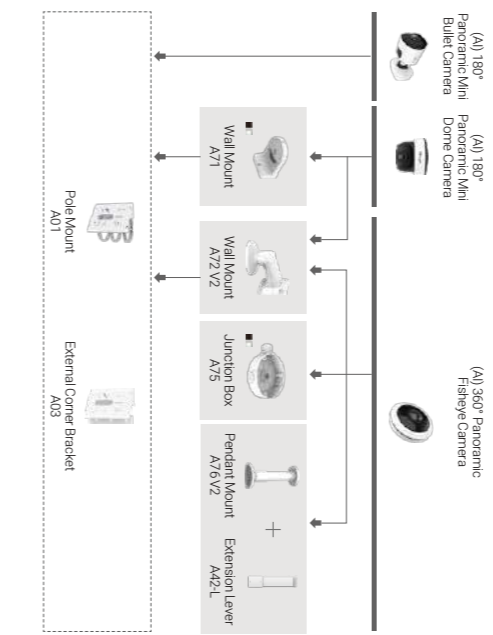 (AI) 180°
Panoramic Mini
Bullet Camera
(AI) 180°
Panoramic Mini
Dome Camera
(AI) 360° Panoramic
Fisheye Camera
Wall Mount
A71
Wall Mount
A72 V2
Junction Box
A75
Pendant Mount
A76 V2
+
Extension Lever
A42-L
Pole Mount
A01
External Corner Bracket
A03